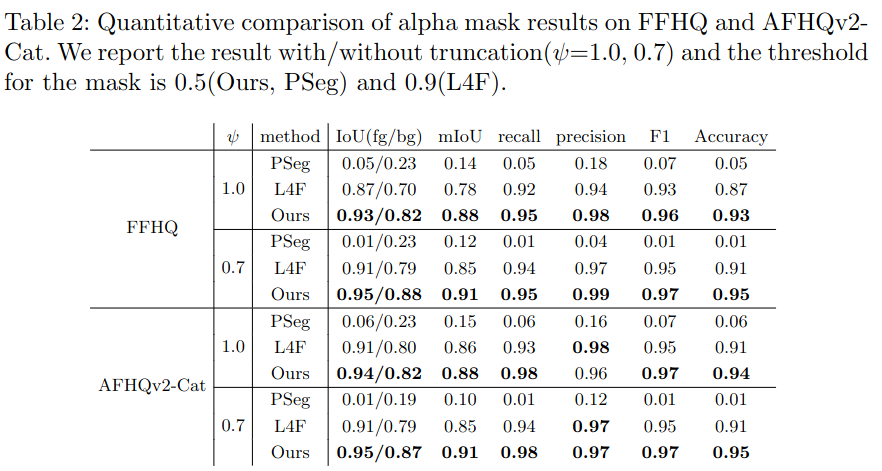 Table 2: Quantitative comparison of alpha mask results on FFHQ and AFHQv2-
Cat. We report the result with/without truncation(ψ=1.0, 0.7) and the threshold
for the mask is 0.5(Ours, PSeg) and 0.9(L4F).
ψ method IoU(fg/bg) mIoU recall precision F1 Accuracy
PSeg 0.05/0.23 0.14 0.05 0.18 0.07 0.05
1.0 L4F 0.87/0.70 0.78 0.92 0.94 0.93 0.87
Ours 0.93/0.82 0.88 0.95 0.98 0.96 0.93
FFHQ
PSeg 0.01/0.23 0.12 0.01 0.04 0.01 0.01
0.7 L4F 0.91/0.79 0.85 0.94 0.97 0.95 0.91
Ours 0.95/0.88 0.91 0.95 0.99 0.97 0.95
PSeg 0.06/0.23 0.15 0.06 0.16 0.07 0.06
1.0 L4F 0.91/0.80 0.86 0.93 0.98 0.95 0.91
Ours 0.94/0.82 0.88 0.98 0.96 0.97 0.94
AFHQv2-Cat
PSeg 0.01/0.19 0.10 0.01 0.12 0.01 0.01
0.7 L4F 0.91/0.79 0.85 0.94 0.97 0.95 0.91
Ours 0.95/0.87 0.91 0.98 0.97 0.97 0.95